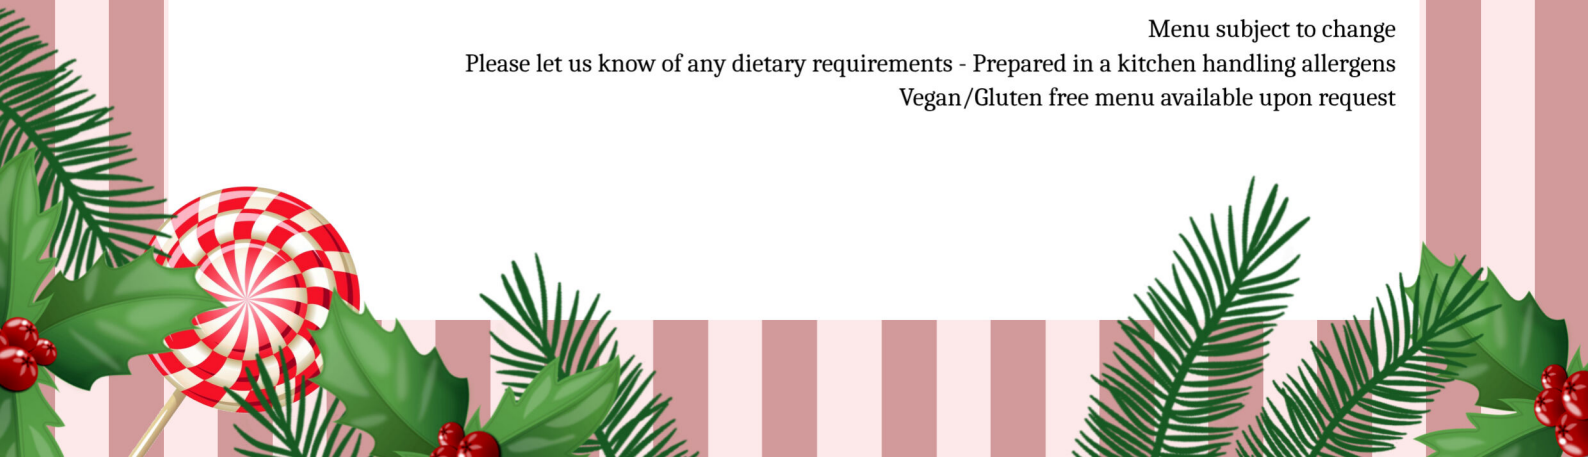 Menu subject to change
Please let us know of any dietary requirements - Prepared in a kitchen handling allergens
Vegan/Gluten free menu available upon request